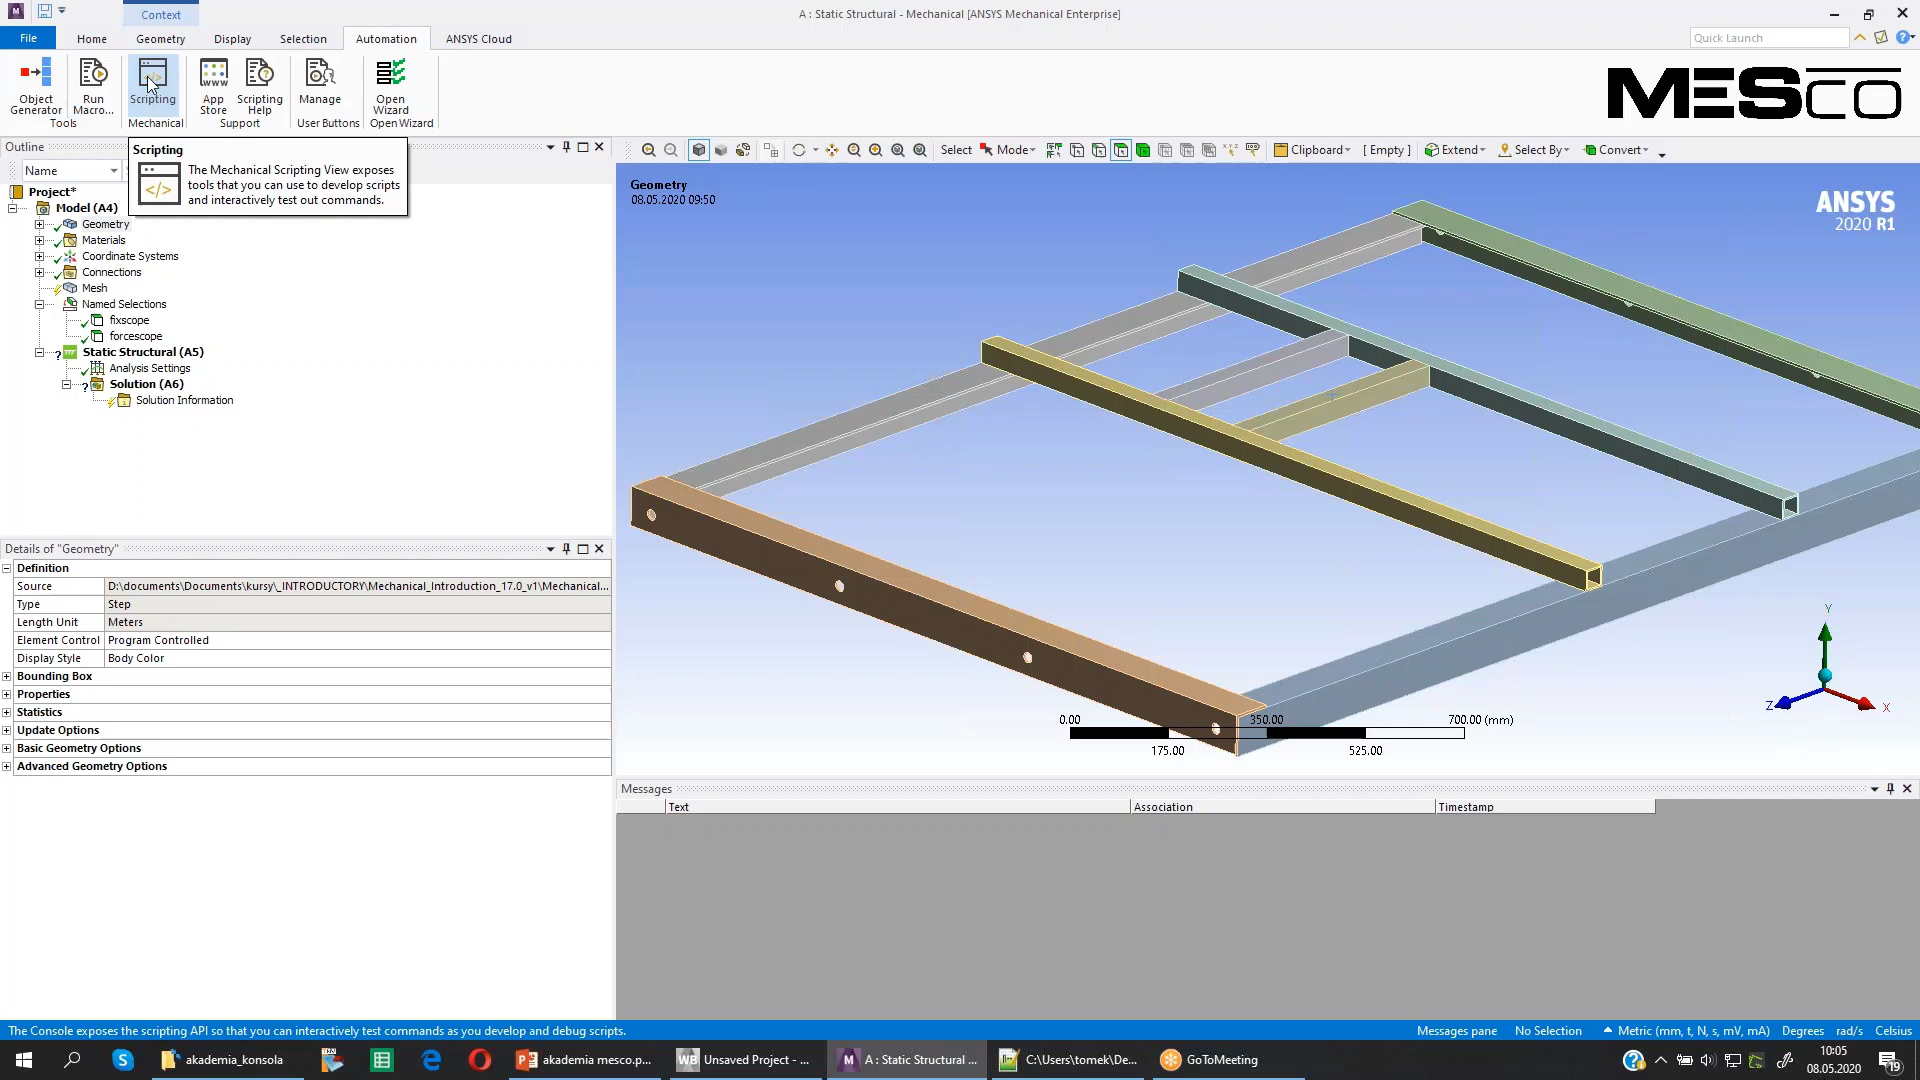 Context
A : Static Structural - Mechanical [ANSYS Mechanical Enterprise]
File
Home
Geometry
Display
Selection
Automation
ANSYS Cloud
Quick Launch
Object Generator
Run Macro...
Scripting
App Store
Scripting Help
Manage
Open Wizard
Tools
Mechanical
Support
User Buttons
Open Wizard
MESco
Outline
Name
Scripting
The Mechanical Scripting View exposes
tools that you can use to develop scripts
and interactively test out commands.
Project*
Model (A4)
Geometry
Materials
Coordinate Systems
Connections
Mesh
Named Selections
fixscope
forcescope
Static Structural (A5)
Analysis Settings
Solution (A6)
Solution Information
Select
Mode
Clipboard
[ Empty ]
Extend
Select By
Convert
Geometry
08.05.2020 09:50
ANSYS
2020 R1
0.00
350.00
700.00 (mm)
175.00
525.00
Y
Z
X
Details of "Geometry"
Definition
Source D:\documents\Documents\kursy\_INTRODUCTORY\Mechanical_Introduction_17.0_v1\Mechanical...
Type Step
Length Unit Meters
Element Control Program Controlled
Display Style Body Color
Bounding Box
Properties
Statistics
Update Options
Basic Geometry Options
Advanced Geometry Options
Messages
Text
Association
Timestamp
The Console exposes the scripting API so that you can interactively test commands as you develop and debug scripts.
Messages pane
No Selection
Metric (mm, t, N, s, mV, mA)
Degrees
rad/s
Celsius
akademia_konsola
akademia mesco.p...
Unsaved Project - ...
A : Static Structural ...
C:\Users\tomek\De...
GoToMeeting
10:05
08.05.2020
19